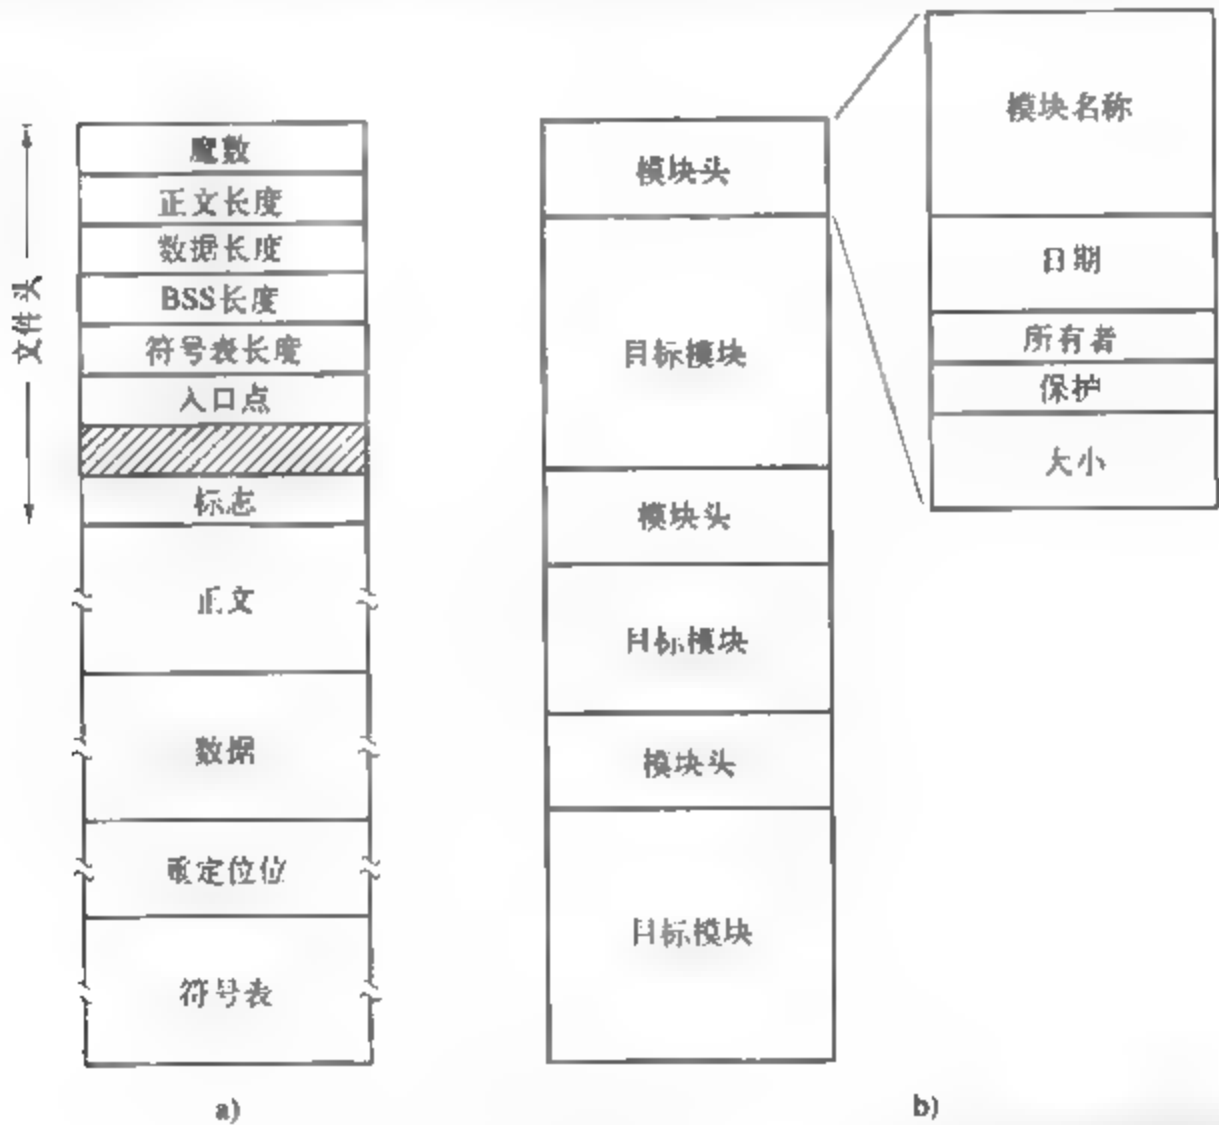 文件头
魔数
正文长度
数据长度
BSS长度
符号表长度
入口点
标志
正文
数据
重定位位
符号表
a)
模块头
目标模块
模块头
目标模块
模块头
目标模块
模块名称
日期
所有者
保护
大小
b)